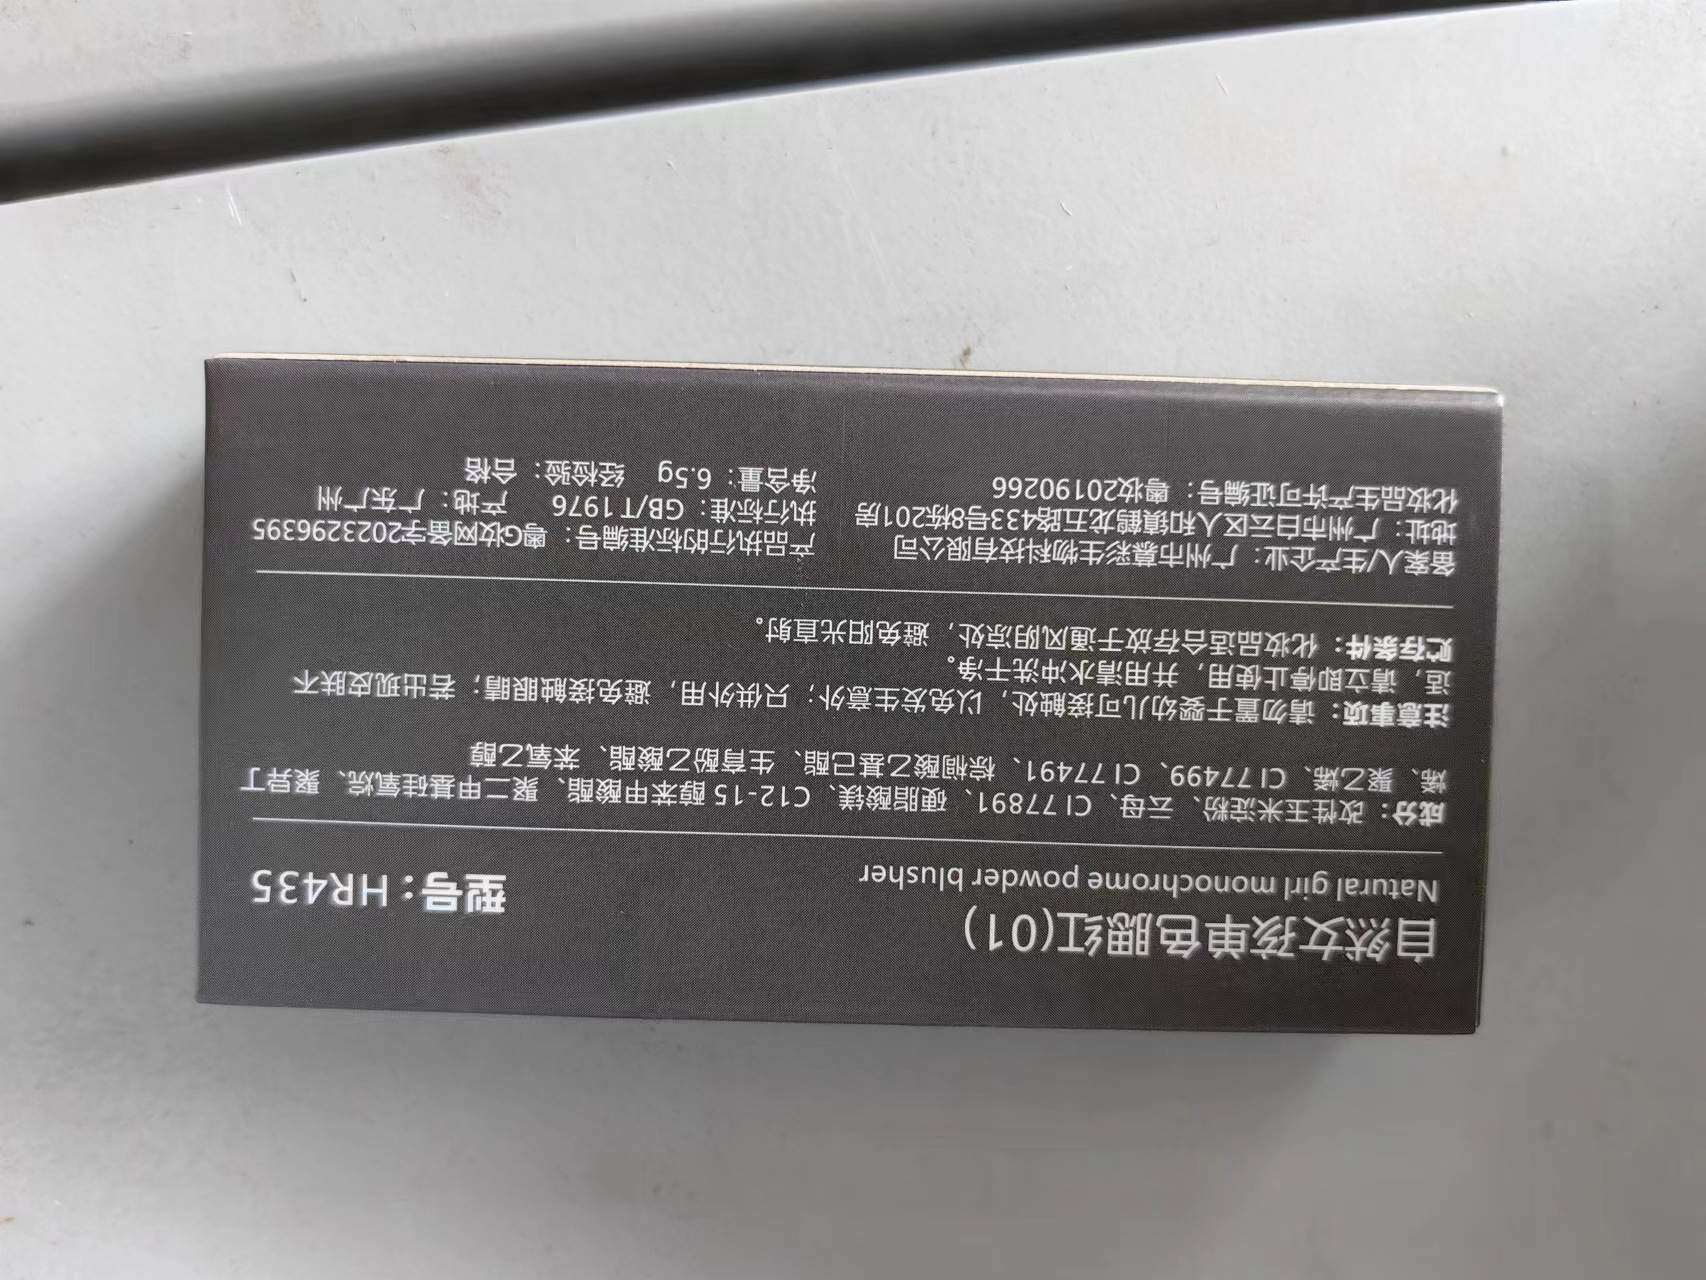 自然女孩单色腮红(01)
Natural girl monochrome powder blusher
型号：HR435
成分：改性玉米淀粉、云母、CI 77891、硬脂酸镁、C12-15 醇苯甲酸酯、聚二甲基硅氧烷、聚异丁
烯、聚乙烯、CI 77499、CI 77491、棕榈酸乙基己酯、生育酚乙酸酯、苯氧乙醇
注意事项：请勿置于婴幼儿可接触处，以免发生意外；只供外用，避免接触眼睛；若出现皮肤不
适，请立即停止使用，并用清水冲洗干净。
贮存条件：化妆品适合存放于通风阴凉处，避免阳光直射。
备案人/生产企业：广州市慕彩生物科技有限公司
地址：广州市白云区人和镇鹤龙五路433号8栋201房
化妆品生产许可证编号：粤妆20190266
产品执行的标准编号：粤G妆网备字2023296395
执行标准：GB/T 1976 产地：广东广州
净含量：6.5g 经检验：合格